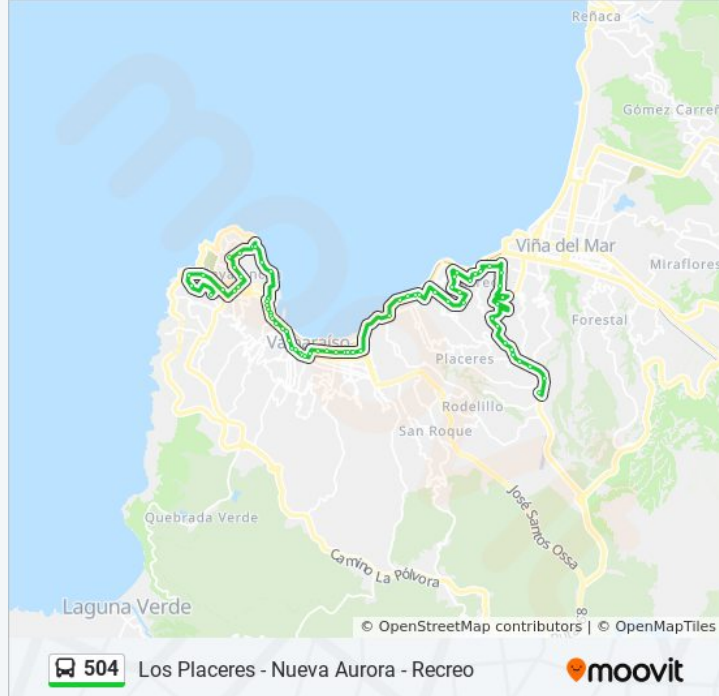 Reñaca
Gómez Carreñ
Viña del Mar
Miraflores
Forestal
Valparaíso
Placeres
Rodelillo
San Roque
José Santos Ossa
Quebrada Verde
Camino La Pólvora
Laguna Verde
© OpenStreetMap contributors | © OpenMapTiles
504 Los Placeres - Nueva Aurora - Recreo
moovit